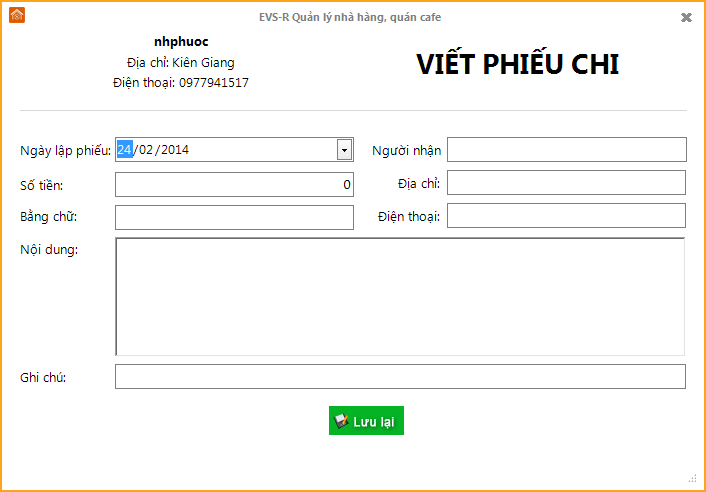 EVS-R Quản lý nhà hàng, quán cafe
nhphuoc
Địa chỉ: Kiên Giang
Điện thoại: 0977941517
VIẾT PHIẾU CHI
Ngày lập phiếu: 24/02/2014
Người nhận
Số tiền: 0
Địa chỉ:
Bằng chữ:
Điện thoại:
Nội dung:
Ghi chú:
Lưu lại